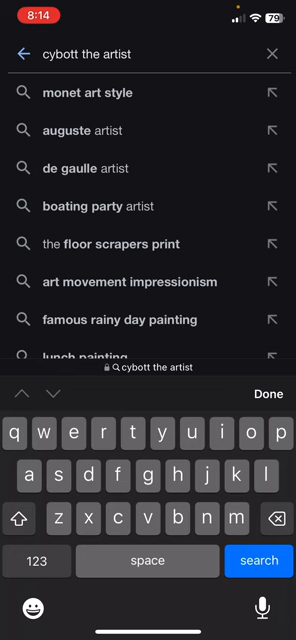 8:14
79
cybott the artist
monet art style
auguste artist
de gaulle artist
boating party artist
the floor scrapers print
art movement impressionism
famous rainy day painting
lunch painting
cybott the artist
Done
q w e r t y u i o p
a s d f g h j k l
z x c v b n m
123 space search